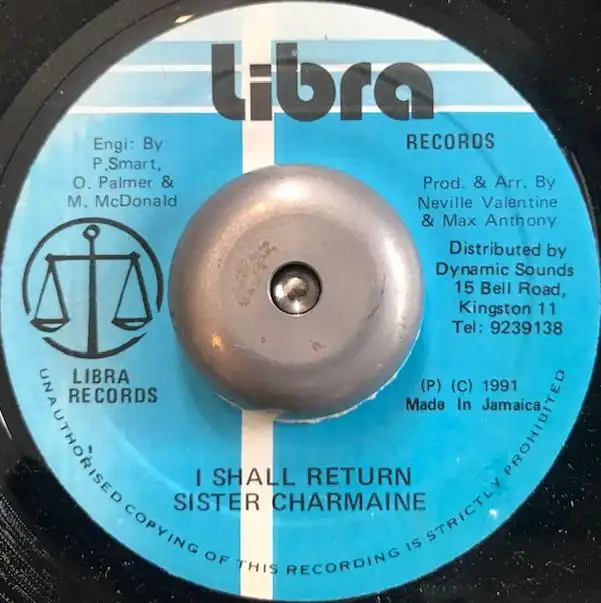 Libra
RECORDS
Engi: By
P.Smart,
O. Palmer &
M. McDonald
Prod. & Arr. By
Neville Valentine
& Max Anthony
Distributed by
Dynamic Sounds
15 Bell Road,
Kingston 11
Tel: 9239138
LIBRA
RECORDS
(P) (C) 1991
Made In Jamaica
I SHALL RETURN
SISTER CHARMAINE
UNAUTHORISED COPYING OF THIS RECORDING IS STRICTLY PROHIBITED